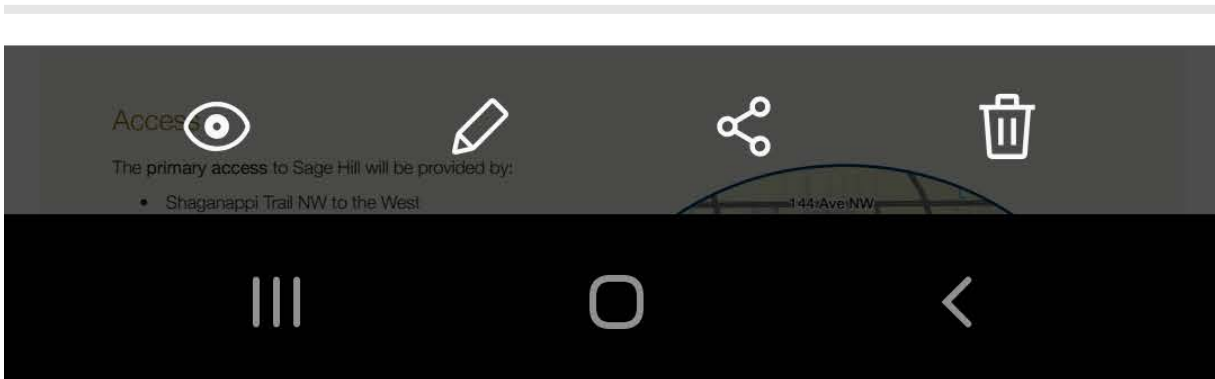 Access
The primary access to Sage Hill will be provided by:
• Shaganappi Trail NW to the West
144 Ave NW